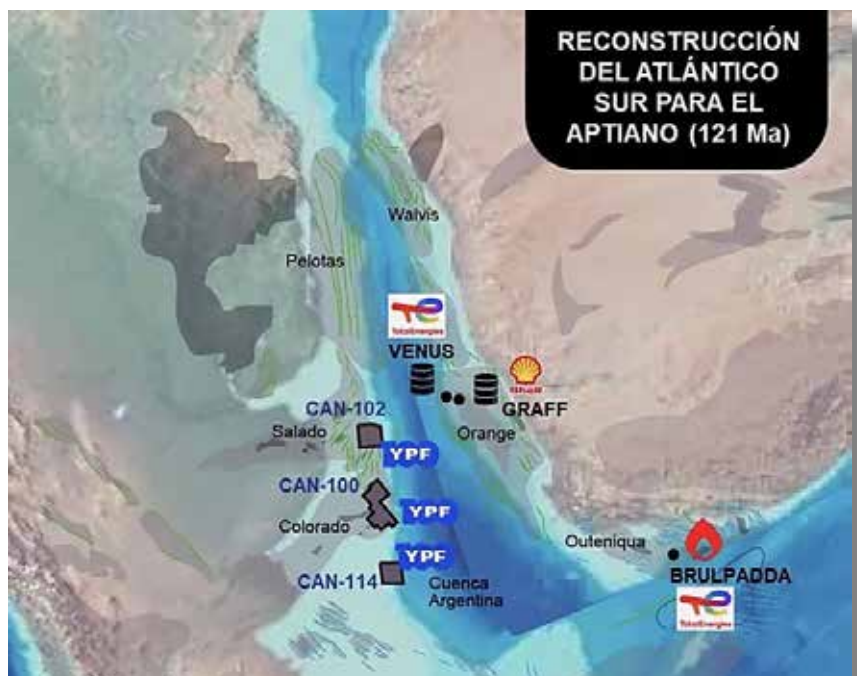 RECONSTRUCCIÓN
DEL ATLÁNTICO
SUR PARA EL
APTIANO (121 Ma)
Walvis
Pelotas
TotalEnergies
VENUS
Shell
GRAFF
CAN-102
Salado
Orange
YPF
CAN-100
YPF
Colorado
Outeniqua
YPF
BRULPADDA
CAN-114
Cuenca
Argentina
TotalEnergies